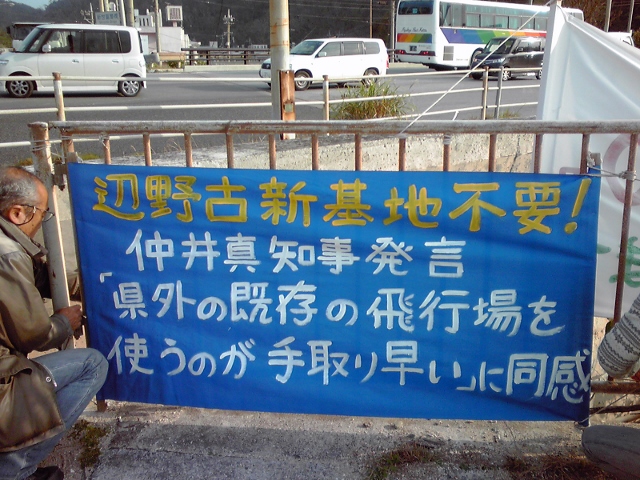 辺野古新基地不要！
仲井真知事発言
「県外の既存の飛行場を
使うのが手取り早い」に同感